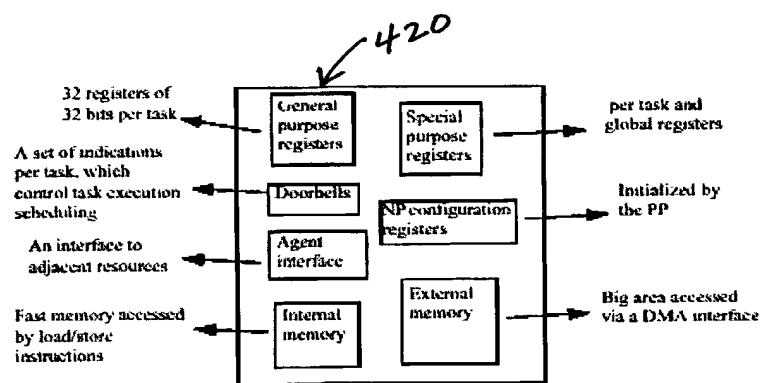 420
32 registers of
32 bits per task
General
purpose
registers
Special
purpose
registers
per task and
global registers
A set of indications
per task, which
control task execution
scheduling
Doorbells
NP configuration
registers
Initialized by
the PP
An interface to
adjacent resources
Agent
interface
Fast memory accessed
by load/store
instructions
Internal
memory
External
memory
Big area accessed
via a DMA interface